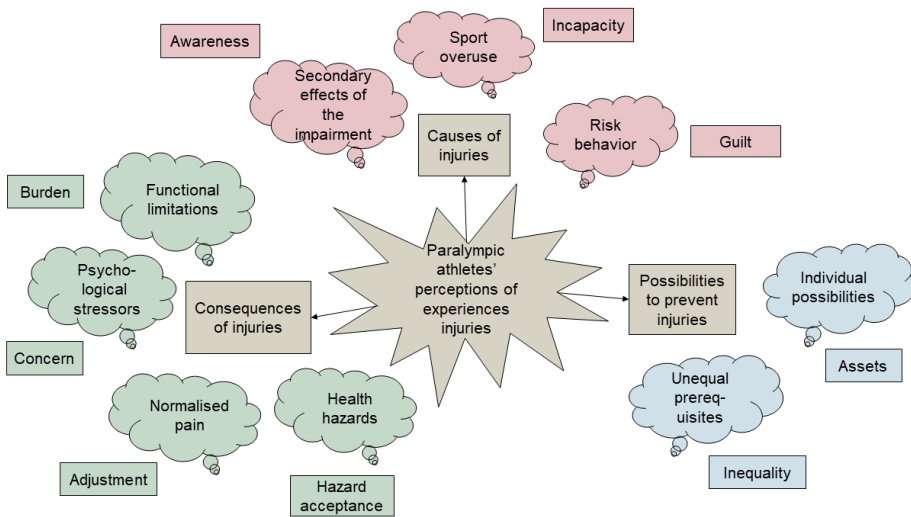 Awareness
Sport
overuse
Incapacity
Secondary
effects of
the
impairment
Causes of
injuries
Risk
behavior
Guilt
Burden
Functional
limitations
Psycho-
logical
stressors
Concern
Consequences
of injuries
Paralympic
athletes’
perceptions of
experiences
injuries
Possibilities
to prevent
injuries
Individual
possibilities
Assets
Unequal
prereq-
uisites
Inequality
Normalised
pain
Adjustment
Health
hazards
Hazard
acceptance